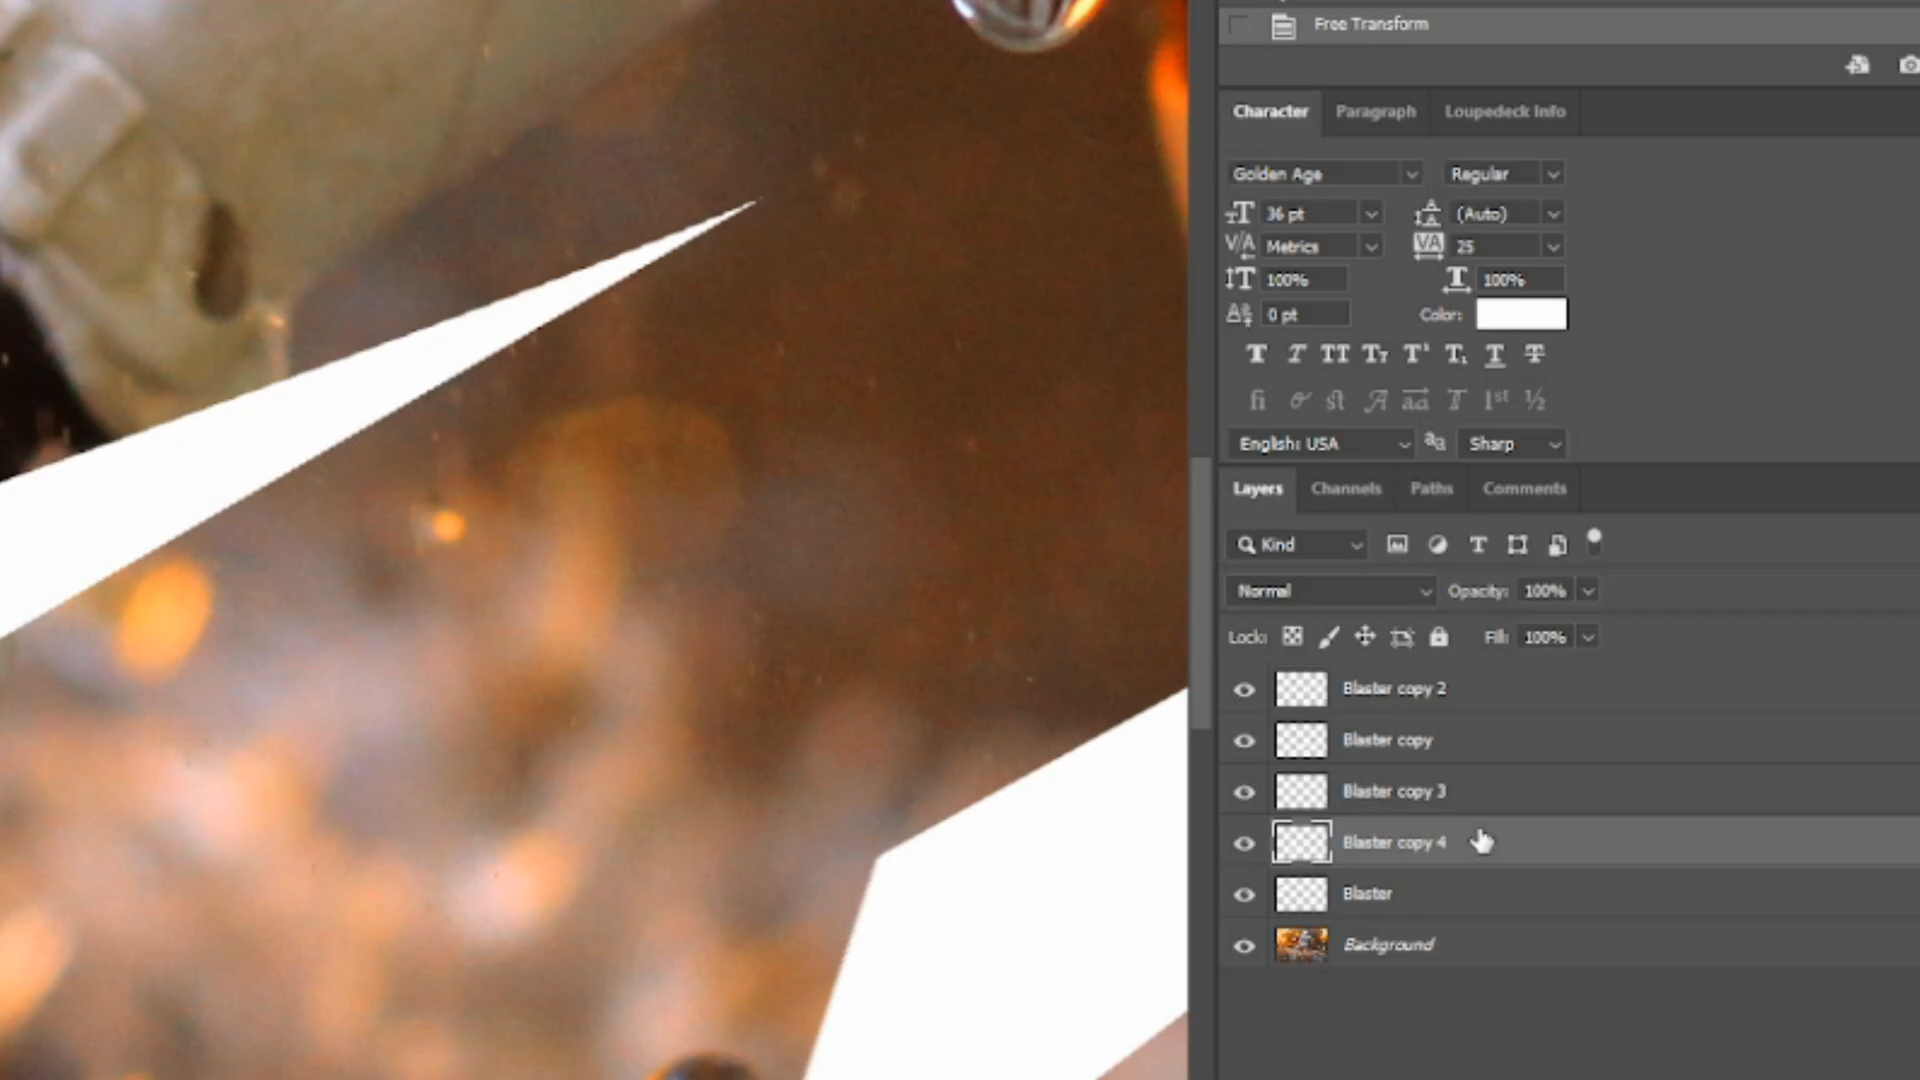 Free Transform
Character Paragraph Loupedeck Info
Golden Age Regular
36 pt (Auto)
Metrics 25
100% 100%
0 pt Color:
English: USA Sharp
Layers Channels Paths Comments
Kind
Normal Opacity: 100%
Lock: Fill: 100%
Blaster copy 2
Blaster copy
Blaster copy 3
Blaster copy 4
Blaster
Background